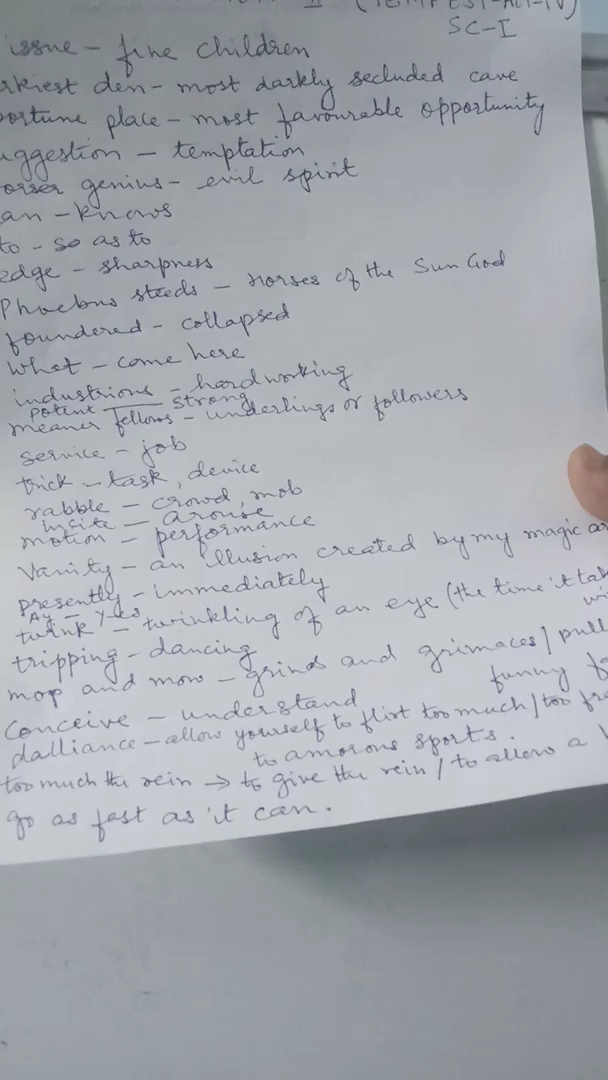 II (TEMPEST-ACT-IV)
SC-I
issue - fine children
rkiest den - most darkly secluded cave
portune place - most favourable opportunity
uggestion - temptation
orser genius - evil spirit
an - knows
to - so as to
edge - sharpness
Phoebus steeds - horses of the Sun God
foundered - collapsed
What - come here
industrious - hardworking
potent - strong
meaner fellows - underlings or followers
service - job
trick - task, device
rabble - crowd, mob
incite - arouse
motion - performance
Vanity - an illusion created by my magic ar
presently - immediately
Ay - yes
twink - twinkling of an eye (the time it tak
tripping - dancing
mop and mow - grins and grimaces / pull
funny fa
conceive - understand
dalliance - allow yourself to flirt too much / too fr
to amorous sports.
too much the rein → to give the rein / to allow a
go as fast as it can.